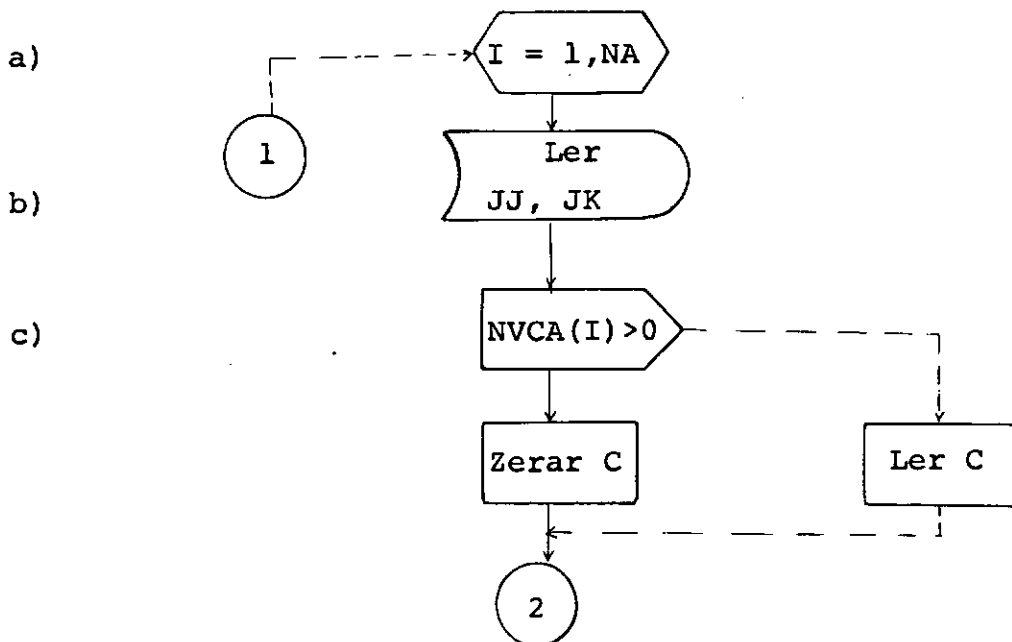 a)
I = 1,NA
1
Ler
b)
JJ, JK
c)
NVCA(I)>0
Zerar C
Ler C
2